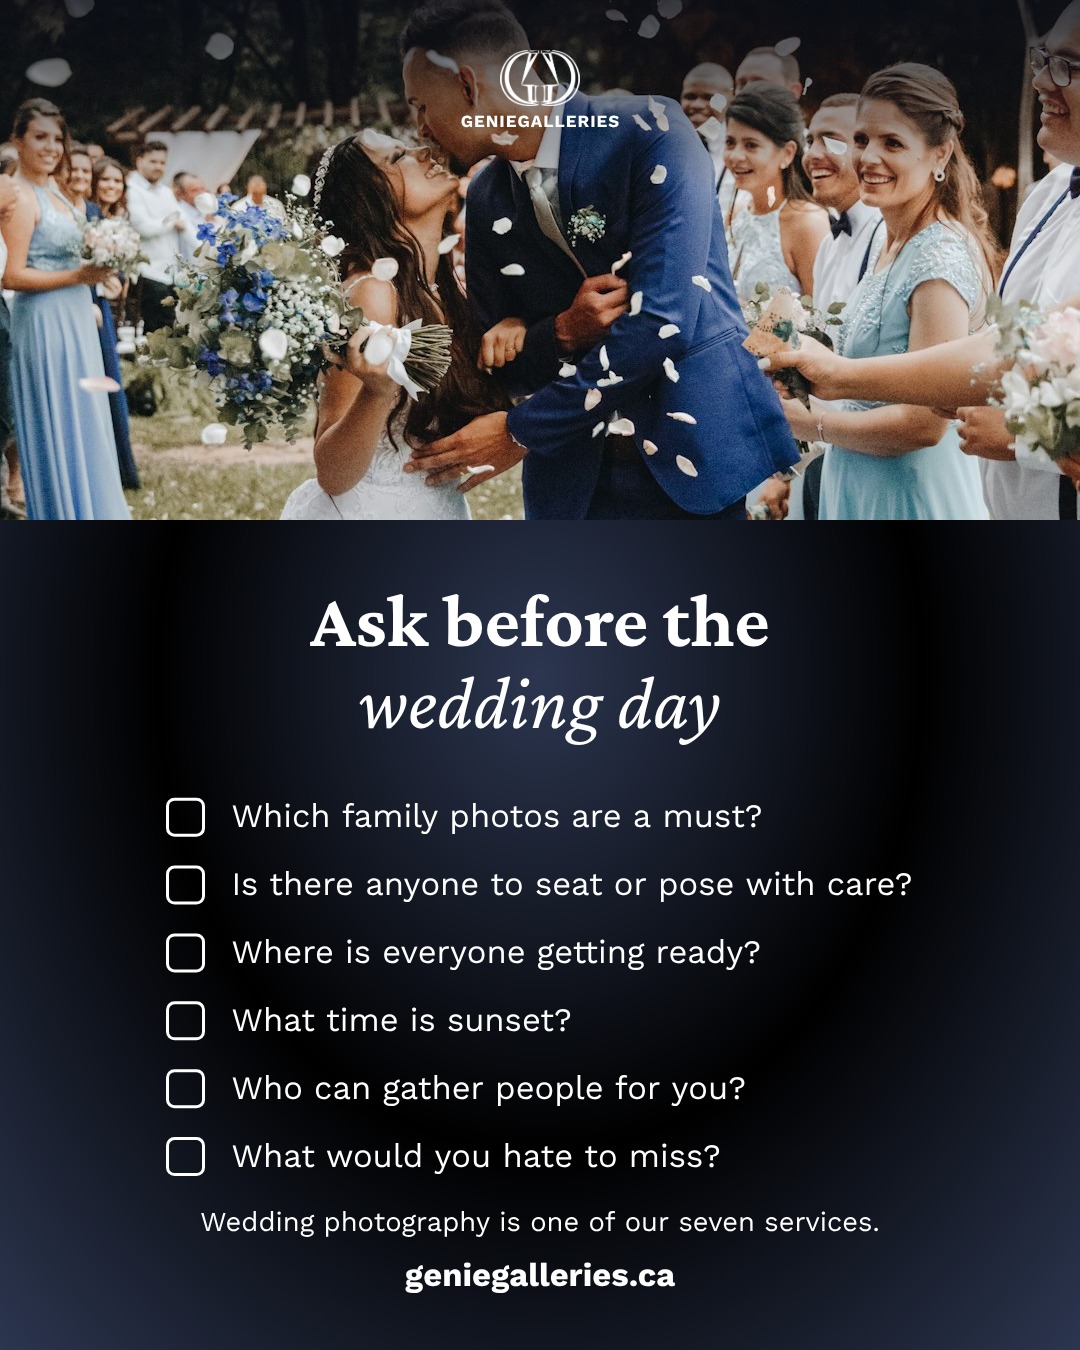 GENIEGALLERIES
Ask before the
wedding day
Which family photos are a must?
Is there anyone to seat or pose with care?
Where is everyone getting ready?
What time is sunset?
Who can gather people for you?
What would you hate to miss?
Wedding photography is one of our seven services.
geniegalleries.ca